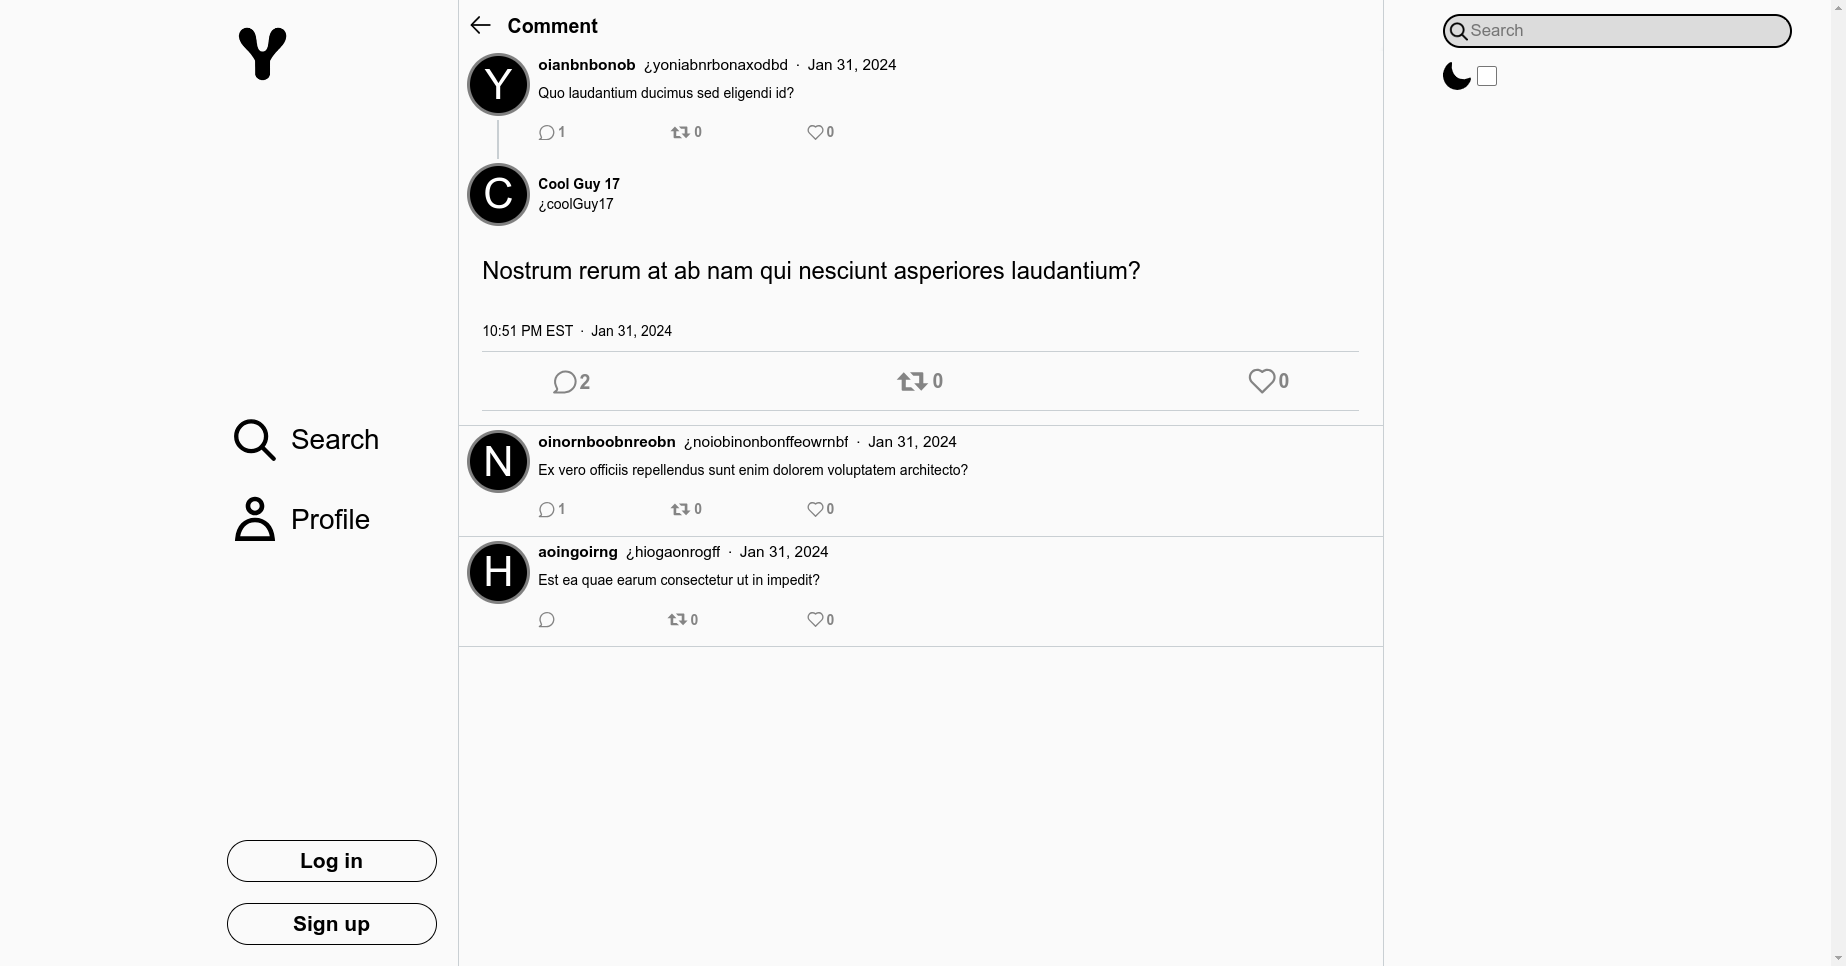 Y
Search
Profile
Log in
Sign up
Comment
Y
oianbnbonob ¿yoniabnrbonaxodbd · Jan 31, 2024
Quo laudantium ducimus sed eligendi id?
1 0 0
C
Cool Guy 17
¿coolGuy17
Nostrum rerum at ab nam qui nesciunt asperiores laudantium?
10:51 PM EST · Jan 31, 2024
2 0 0
N
oinornboobnreobn ¿noiobinonbonffeowrnbf · Jan 31, 2024
Ex vero officiis repellendus sunt enim dolorem voluptatem architecto?
1 0 0
H
aoingoirng ¿hiogaonrogff · Jan 31, 2024
Est ea quae earum consectetur ut in impedit?
0 0
Search